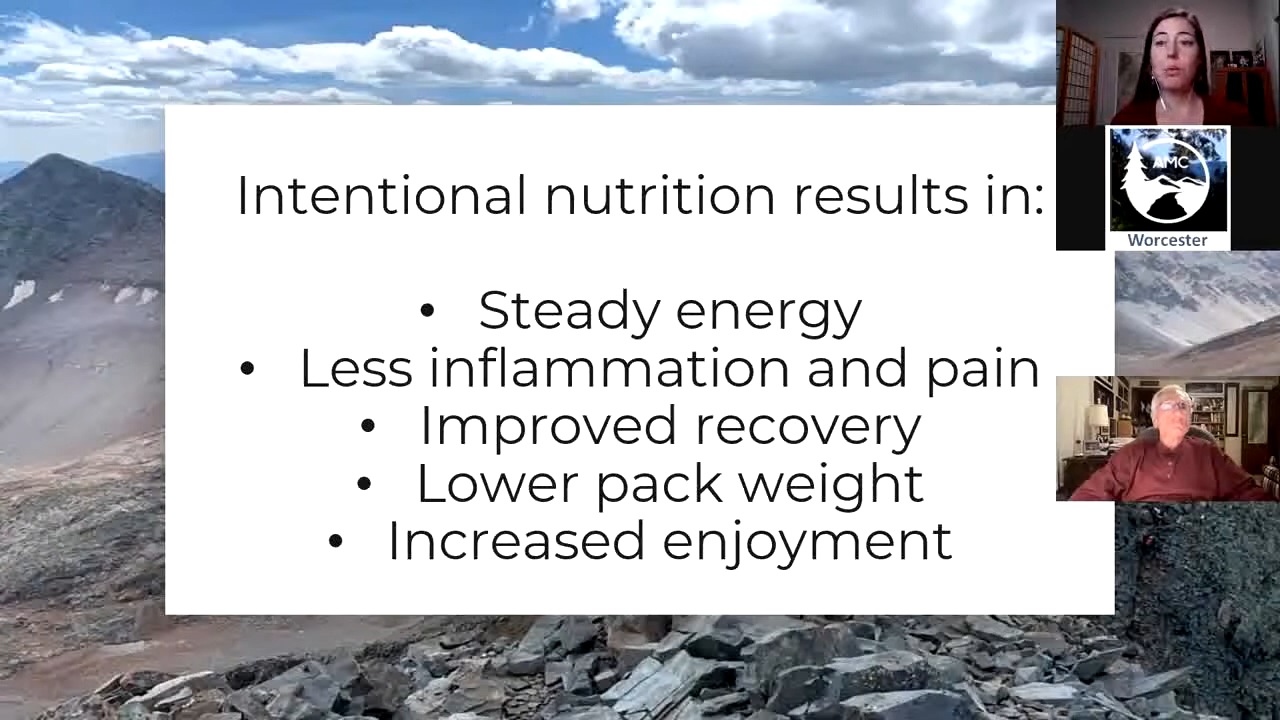 Intentional nutrition results in:
• Steady energy
• Less inflammation and pain
• Improved recovery
• Lower pack weight
• Increased enjoyment
AMC
Worcester